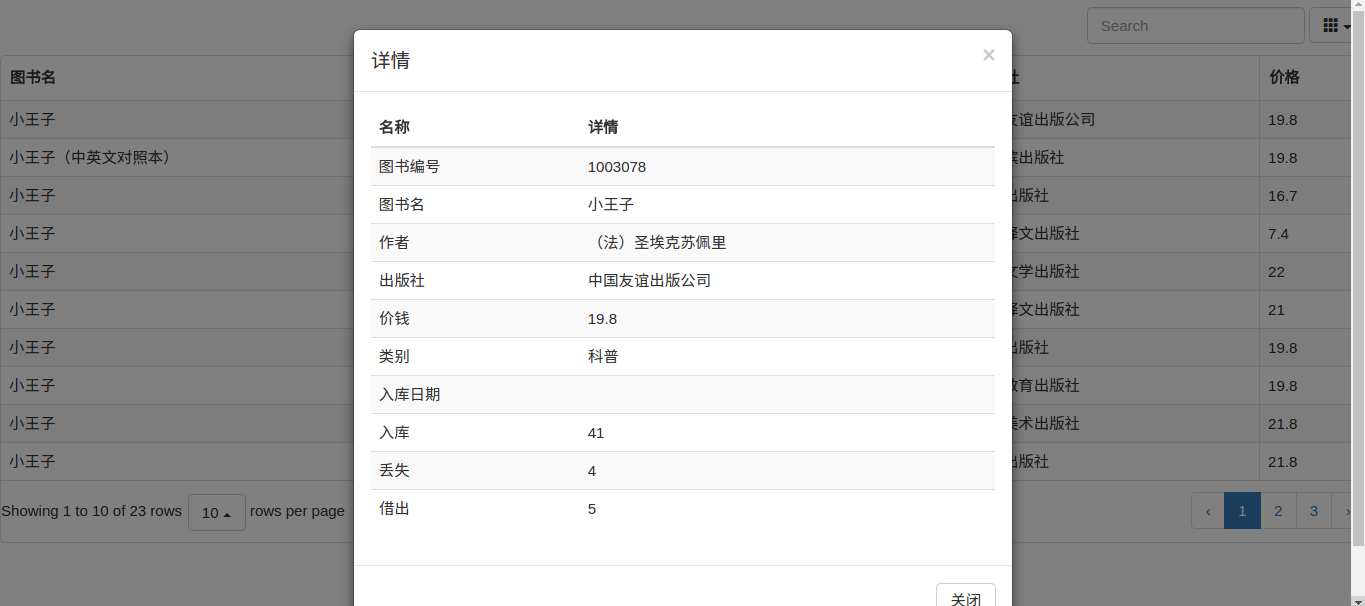 Search
详情
×
图书名
价格
名称 详情
小王子
谊出版公司
19.8
图书编号 1003078
小王子（中英文对照本）
出版社
19.8
图书名 小王子
小王子
出版社
16.7
作者 （法）圣埃克苏佩里
小王子
译文出版社
7.4
出版社 中国友谊出版公司
小王子
文学出版社
22
价钱 19.8
小王子
译文出版社
21
类别 科普
小王子
出版社
19.8
入库日期
小王子
教育出版社
19.8
入库 41
小王子
美术出版社
21.8
丢失 4
小王子
出版社
21.8
借出 5
Showing 1 to 10 of 23 rows 10 rows per page
‹ 1 2 3 ›
关闭